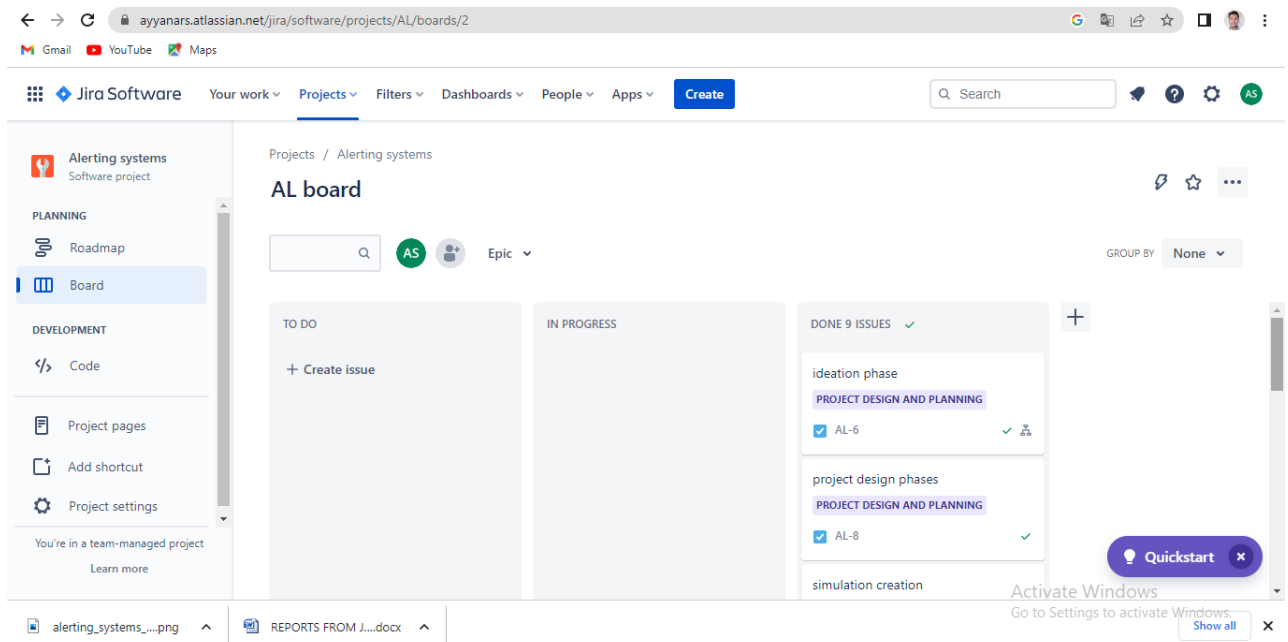 ayyanars.atlassian.net/jira/software/projects/AL/boards/2
Gmail YouTube Maps
Jira Software Your work Projects Filters Dashboards People Apps Create Search AS
Alerting systems
Software project
PLANNING
Roadmap
Board
DEVELOPMENT
Code
Project pages
Add shortcut
Project settings
You're in a team-managed project
Learn more
Projects / Alerting systems
AL board
AS Epic GROUP BY None
TO DO
+ Create issue
IN PROGRESS
DONE 9 ISSUES
ideation phase
PROJECT DESIGN AND PLANNING
AL-6
project design phases
PROJECT DESIGN AND PLANNING
AL-8
simulation creation
Quickstart
Activate Windows
Go to Settings to activate Windows.
alerting_systems_....png REPORTS FROM J....docx Show all